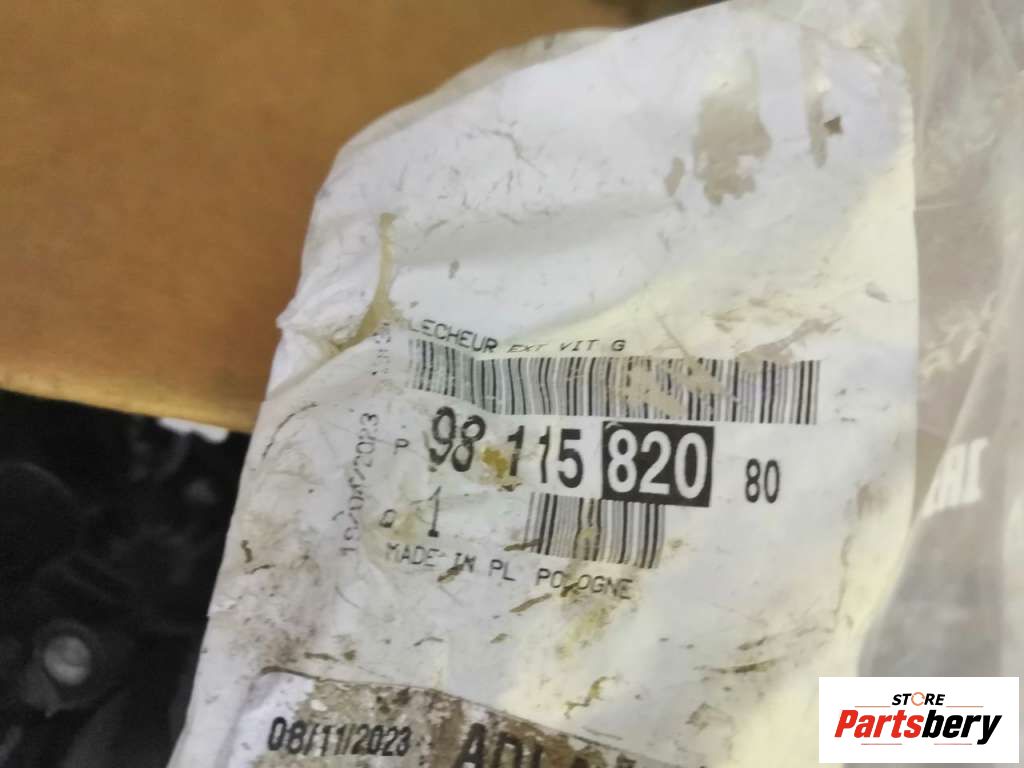 LECHEUR EXT VIT G
P 98 115 820 80
Q 1
MADE IN PL POLOGNE
08/11/2023
STORE
Partsbery